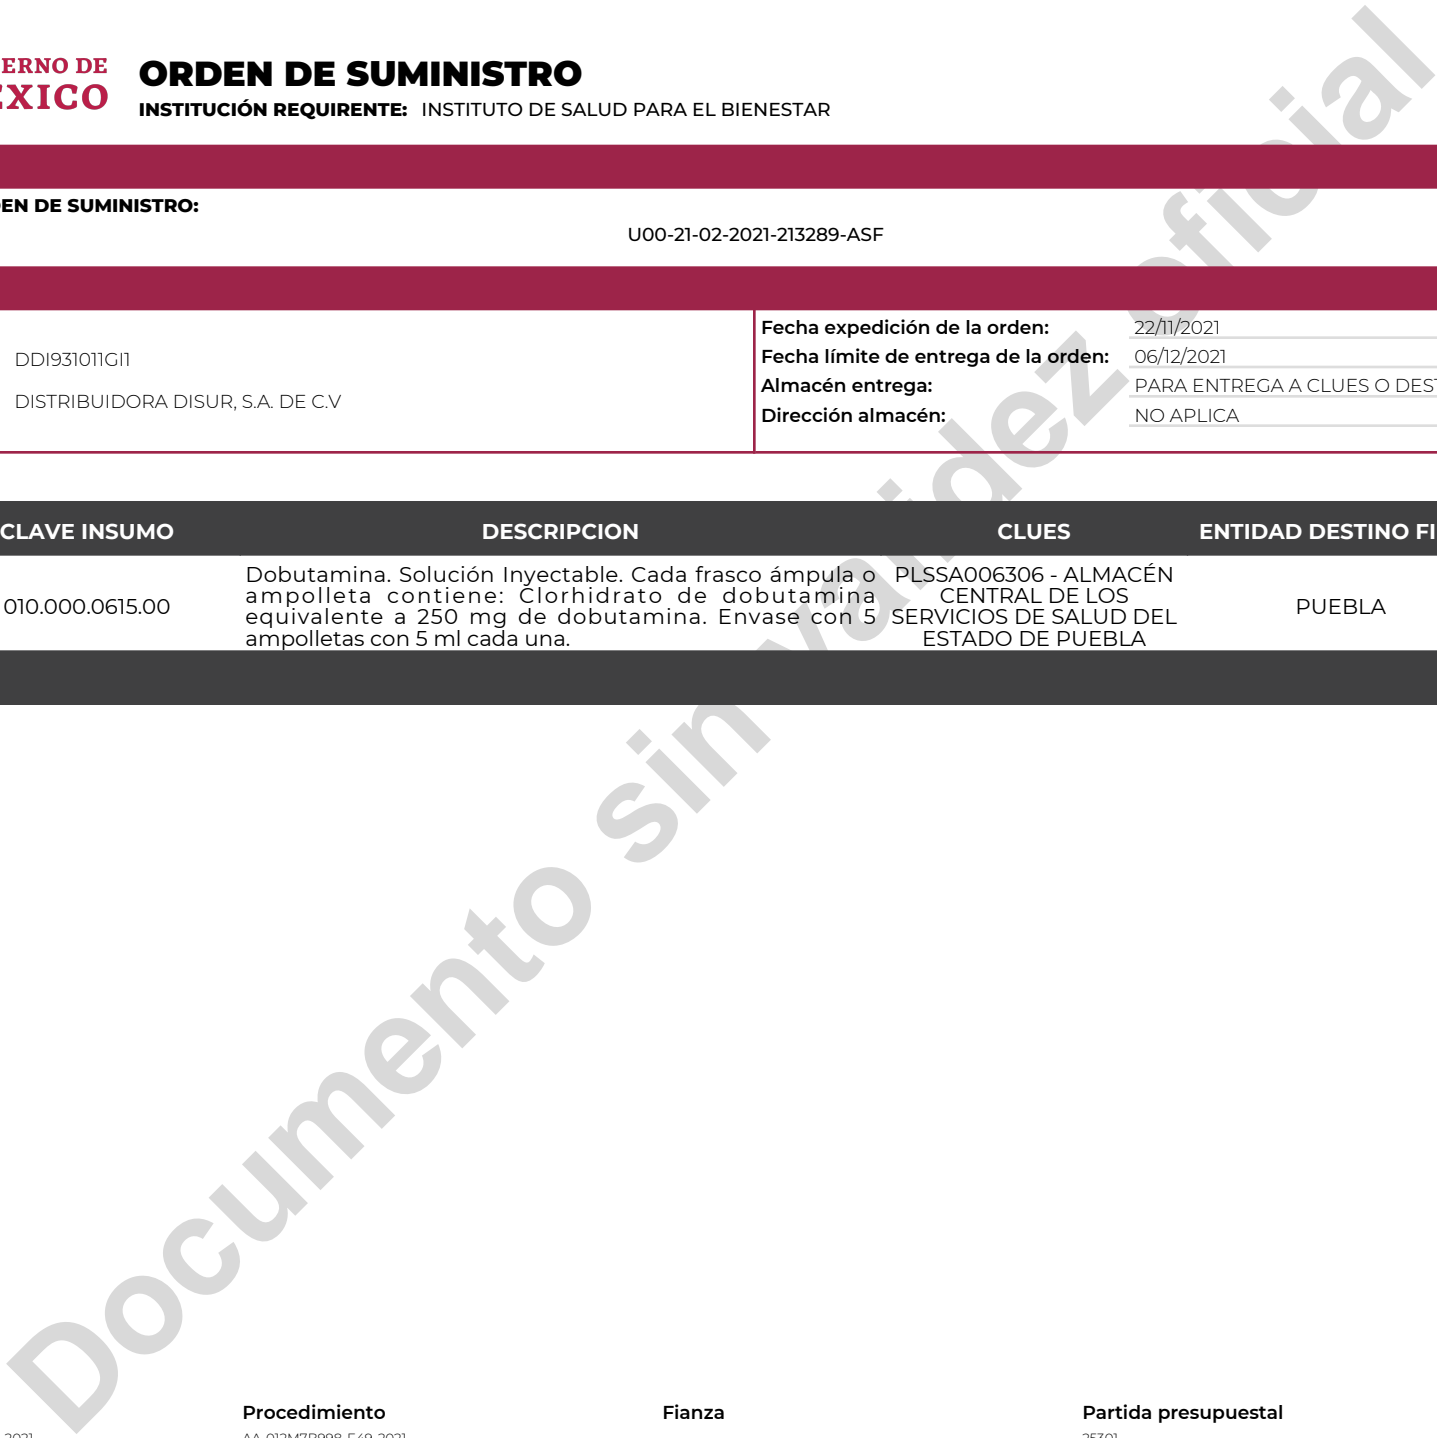 ERNO DE
EXICO
ORDEN DE SUMINISTRO
INSTITUCIÓN REQUIRENTE: INSTITUTO DE SALUD PARA EL BIENESTAR
EN DE SUMINISTRO:
U00-21-02-2021-213289-ASF
DDI931011GI1
DISTRIBUIDORA DISUR, S.A. DE C.V
Fecha expedición de la orden: 22/11/2021
Fecha límite de entrega de la orden: 06/12/2021
Almacén entrega: PARA ENTREGA A CLUES O DEST
Dirección almacén: NO APLICA
CLAVE INSUMO DESCRIPCION CLUES ENTIDAD DESTINO FI
010.000.0615.00
Dobutamina. Solución Inyectable. Cada frasco ámpula o
ampolleta contiene: Clorhidrato de dobutamina
equivalente a 250 mg de dobutamina. Envase con 5
ampolletas con 5 ml cada una.
PLSSA006306 - ALMACÉN
CENTRAL DE LOS
SERVICIOS DE SALUD DEL
ESTADO DE PUEBLA
PUEBLA
Documento sin validez oficial
Procedimiento Fianza Partida presupuestal
2021 25301